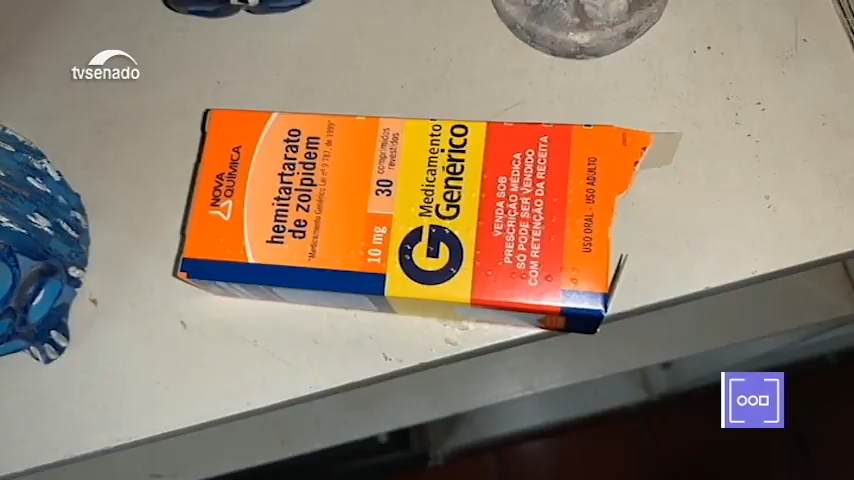 tvsenado
NOVA
QUÍMICA
hemitartarato
de zolpidem
"Medicamento Genérico Lei nº 9.787, de 1999"
30 comprimidos
revestidos
10 mg
G Medicamento
Genérico
VENDA SOB
PRESCRIÇÃO MÉDICA
SÓ PODE SER VENDIDO
COM RETENÇÃO DA RECEITA
USO ORAL USO ADULTO